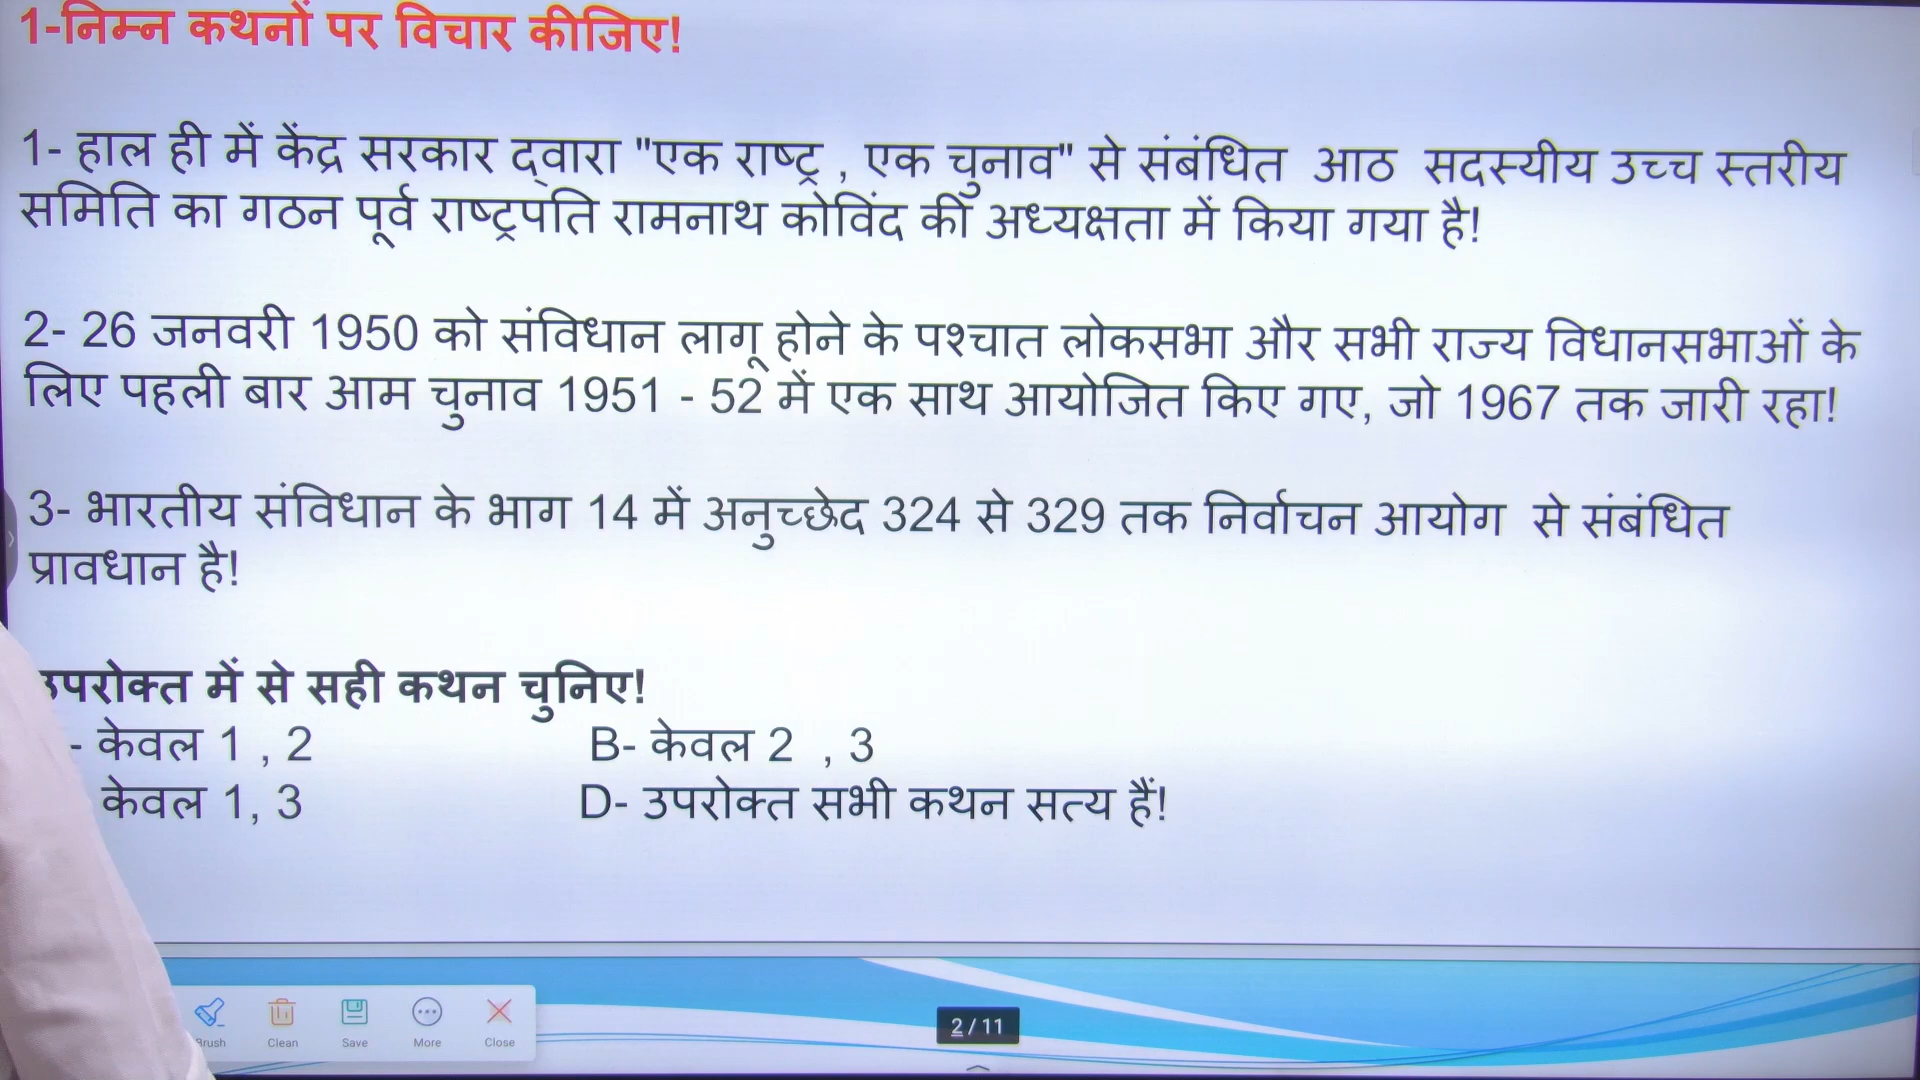 1-निम्न कथनों पर विचार कीजिए!
1- हाल ही में केंद्र सरकार द्वारा "एक राष्ट्र , एक चुनाव" से संबंधित आठ सदस्यीय उच्च स्तरीय
समिति का गठन पूर्व राष्ट्रपति रामनाथ कोविंद की अध्यक्षता में किया गया है!
2- 26 जनवरी 1950 को संविधान लागू होने के पश्चात लोकसभा और सभी राज्य विधानसभाओं के
लिए पहली बार आम चुनाव 1951 - 52 में एक साथ आयोजित किए गए, जो 1967 तक जारी रहा!
3- भारतीय संविधान के भाग 14 में अनुच्छेद 324 से 329 तक निर्वाचन आयोग से संबंधित
प्रावधान है!
उपरोक्त में से सही कथन चुनिए!
- केवल 1 , 2 B- केवल 2 , 3
केवल 1, 3 D- उपरोक्त सभी कथन सत्य हैं!
Brush Clean Save More Close
2 / 11